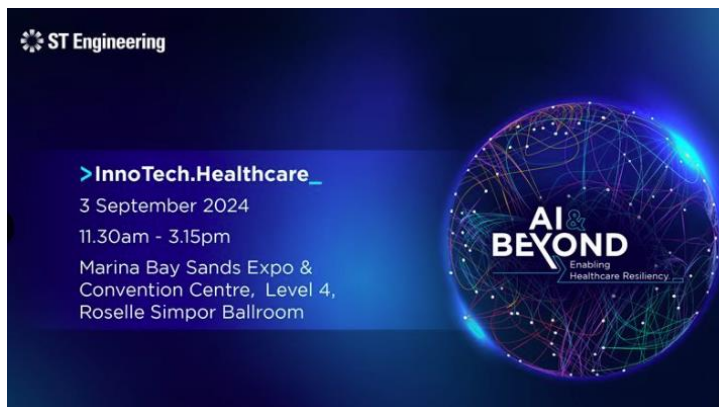 ST Engineering
>InnoTech.Healthcare_
3 September 2024
11.30am - 3.15pm
Marina Bay Sands Expo &
Convention Centre, Level 4,
Roselle Simpor Ballroom
AI &
BEYOND
Enabling
Healthcare Resiliency.